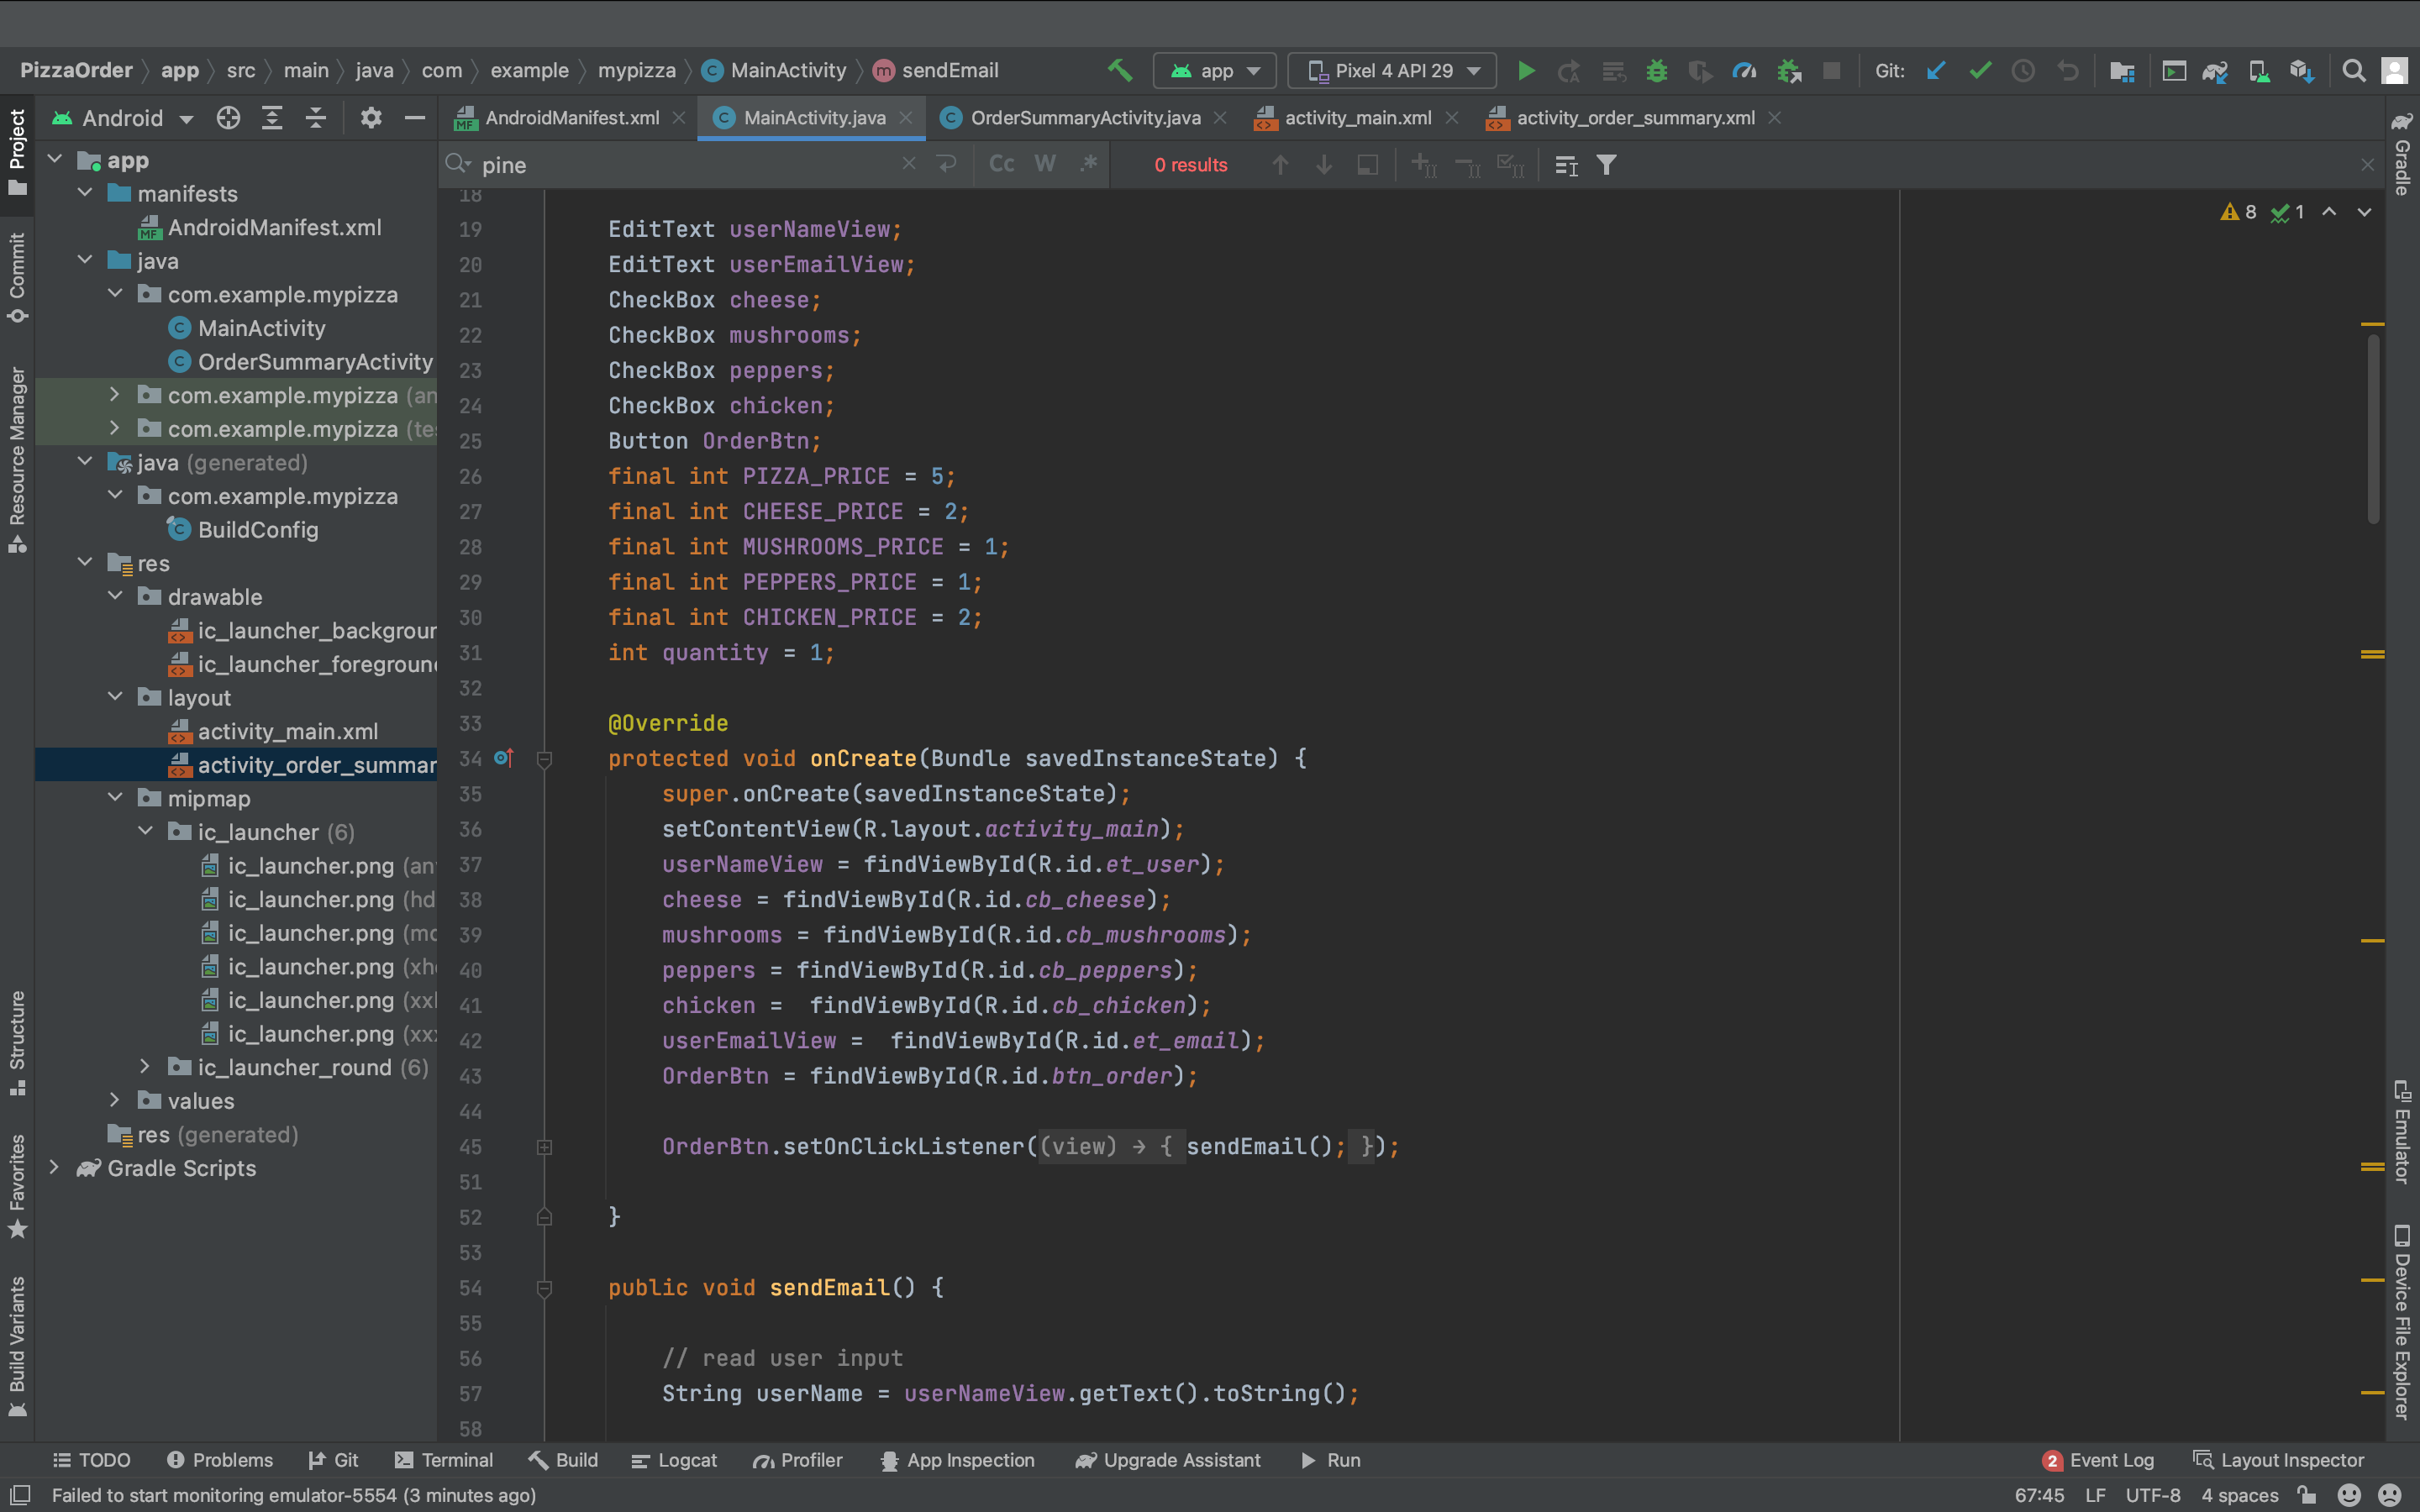 PizzaOrder app src main java com example mypizza MainActivity sendEmail app Pixel 4 API 29 Git:
Android
AndroidManifest.xml MainActivity.java OrderSummaryActivity.java activity_main.xml activity_order_summary.xml
pine Cc W .* 0 results
8 1
Project
Commit
Resource Manager
Structure
Favorites
Build Variants
app
manifests
AndroidManifest.xml
java
com.example.mypizza
MainActivity
OrderSummaryActivity
com.example.mypizza (an
com.example.mypizza (te
java (generated)
com.example.mypizza
BuildConfig
res
drawable
ic_launcher_backgroun
ic_launcher_foreground
layout
activity_main.xml
activity_order_summar
mipmap
ic_launcher (6)
ic_launcher.png (an
ic_launcher.png (hd
ic_launcher.png (mc
ic_launcher.png (xh
ic_launcher.png (xx
ic_launcher.png (xxx
ic_launcher_round (6)
values
res (generated)
Gradle Scripts
18
19 EditText userNameView;
20 EditText userEmailView;
21 CheckBox cheese;
22 CheckBox mushrooms;
23 CheckBox peppers;
24 CheckBox chicken;
25 Button OrderBtn;
26 final int PIZZA_PRICE = 5;
27 final int CHEESE_PRICE = 2;
28 final int MUSHROOMS_PRICE = 1;
29 final int PEPPERS_PRICE = 1;
30 final int CHICKEN_PRICE = 2;
31 int quantity = 1;
32
33 @Override
34 protected void onCreate(Bundle savedInstanceState) {
35 super.onCreate(savedInstanceState);
36 setContentView(R.layout.activity_main);
37 userNameView = findViewById(R.id.et_user);
38 cheese = findViewById(R.id.cb_cheese);
39 mushrooms = findViewById(R.id.cb_mushrooms);
40 peppers = findViewById(R.id.cb_peppers);
41 chicken =  findViewById(R.id.cb_chicken);
42 userEmailView =  findViewById(R.id.et_email);
43 OrderBtn = findViewById(R.id.btn_order);
44
45 OrderBtn.setOnClickListener((view) → { sendEmail(); });
51
52 }
53
54 public void sendEmail() {
55
56 // read user input
57 String userName = userNameView.getText().toString();
58
Gradle
Emulator
Device File Explorer
TODO Problems Git Terminal Build Logcat Profiler App Inspection Upgrade Assistant Run 2 Event Log Layout Inspector
Failed to start monitoring emulator-5554 (3 minutes ago) 67:45 LF UTF-8 4 spaces